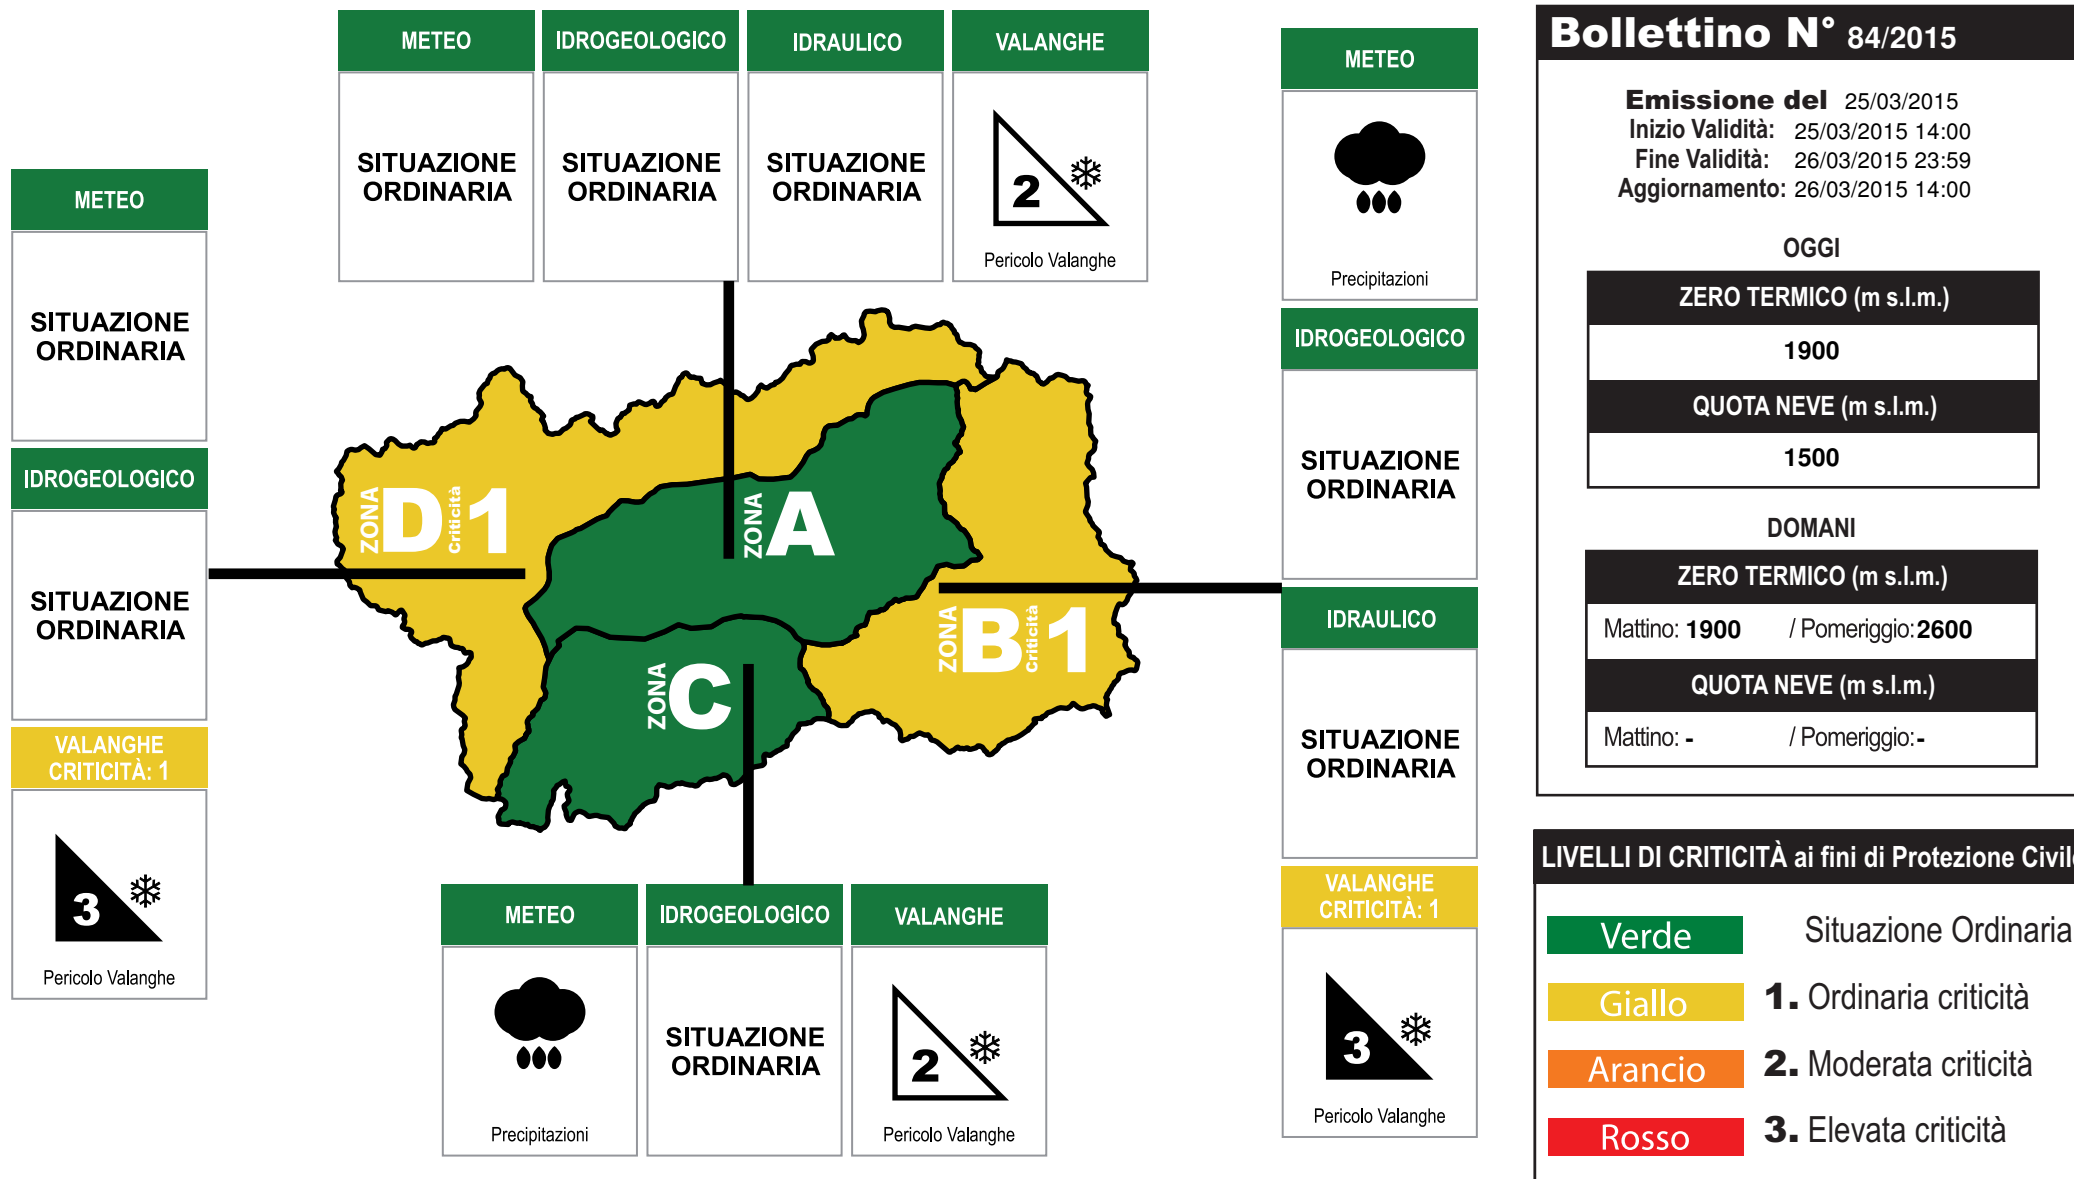 METEO
SITUAZIONE
ORDINARIA
IDROGEOLOGICO
SITUAZIONE
ORDINARIA
IDRAULICO
SITUAZIONE
ORDINARIA
VALANGHE
2
Pericolo Valanghe
METEO
SITUAZIONE
ORDINARIA
IDROGEOLOGICO
SITUAZIONE
ORDINARIA
VALANGHE
CRITICITÀ: 1
3
Pericolo Valanghe
ZONA D Criticità 1
ZONA A
ZONA B Criticità 1
ZONA C
METEO
Precipitazioni
IDROGEOLOGICO
SITUAZIONE
ORDINARIA
VALANGHE
2
Pericolo Valanghe
METEO
Precipitazioni
IDROGEOLOGICO
SITUAZIONE
ORDINARIA
IDRAULICO
SITUAZIONE
ORDINARIA
VALANGHE
CRITICITÀ: 1
3
Pericolo Valanghe
Bollettino N° 84/2015
Emissione del 25/03/2015
Inizio Validità: 25/03/2015 14:00
Fine Validità: 26/03/2015 23:59
Aggiornamento: 26/03/2015 14:00
OGGI
ZERO TERMICO (m s.l.m.)
1900
QUOTA NEVE (m s.l.m.)
1500
DOMANI
ZERO TERMICO (m s.l.m.)
Mattino: 1900 / Pomeriggio: 2600
QUOTA NEVE (m s.l.m.)
Mattino: - / Pomeriggio: -
LIVELLI DI CRITICITÀ ai fini di Protezione Civile
Verde Situazione Ordinaria
Giallo 1. Ordinaria criticità
Arancio 2. Moderata criticità
Rosso 3. Elevata criticità